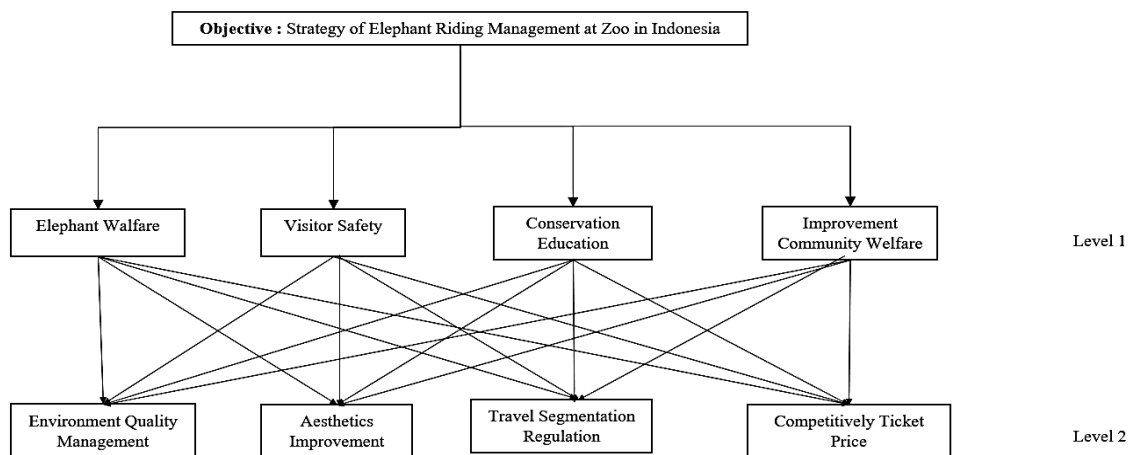 Objective : Strategy of Elephant Riding Management at Zoo in Indonesia
Elephant Walfare
Visitor Safety
Conservation
Education
Improvement
Community Welfare
Level 1
Environment Quality
Management
Aesthetics
Improvement
Travel Segmentation
Regulation
Competitively Ticket
Price
Level 2